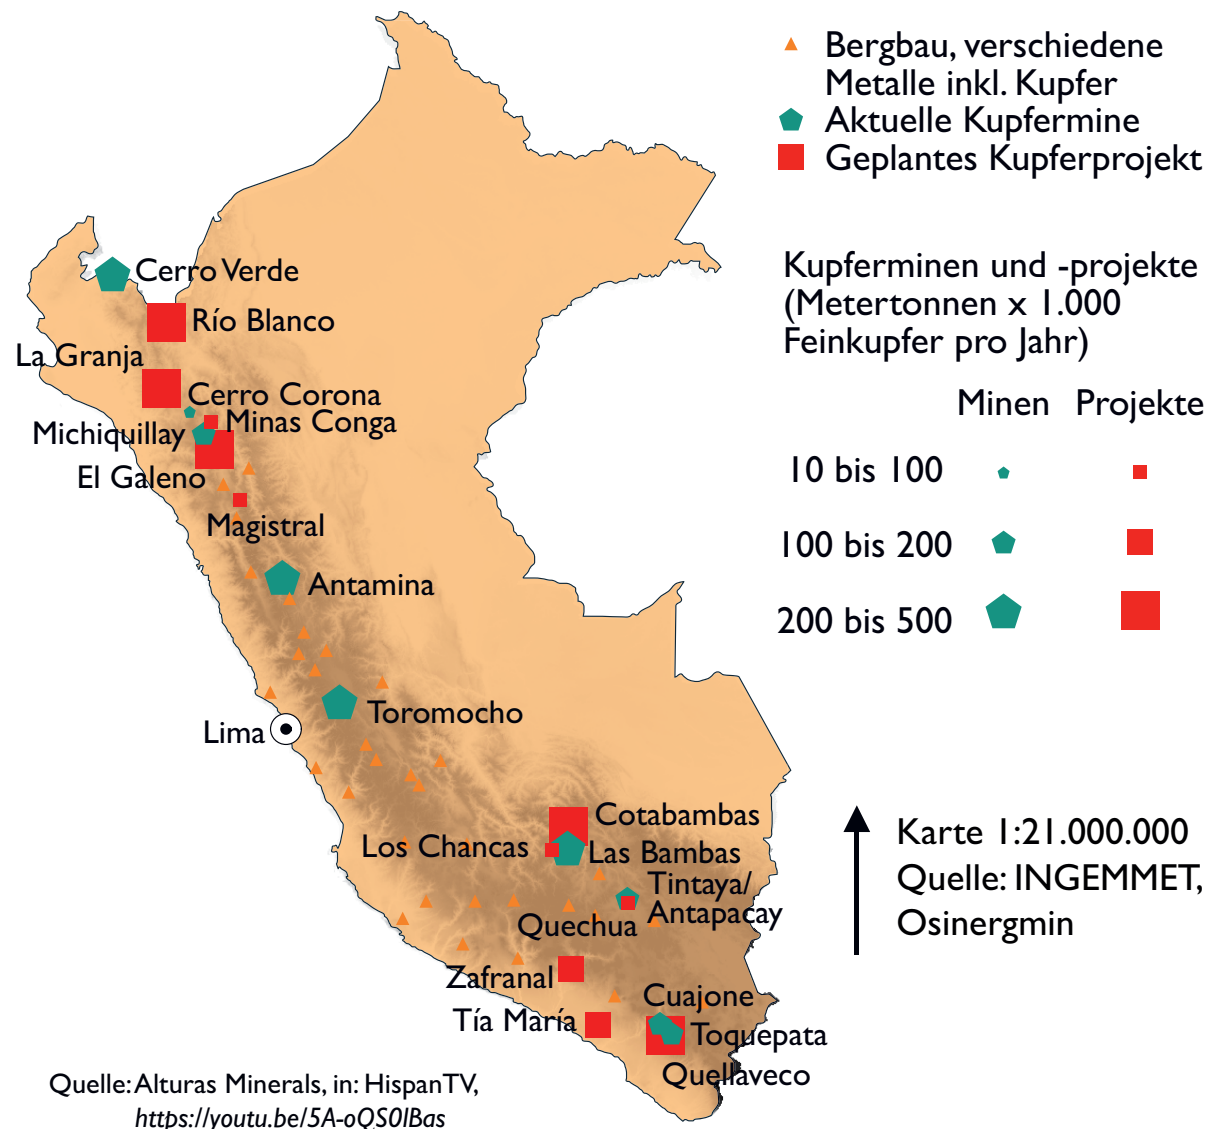 Bergbau, verschiedene
Metalle inkl. Kupfer
Aktuelle Kupfermine
Geplantes Kupferprojekt
Kupferminen und -projekte
(Metertonnen x 1.000
Feinkupfer pro Jahr)
Minen Projekte
10 bis 100
100 bis 200
200 bis 500
Cerro Verde
Río Blanco
La Granja
Cerro Corona
Minas Conga
Michiquillay
El Galeno
Magistral
Antamina
Toromocho
Lima
Cotabambas
Los Chancas
Las Bambas
Tintaya/
Antapacay
Quechua
Zafranal
Cuajone
Tía María
Toquepata
Quellaveco
Karte 1:21.000.000
Quelle: INGEMMET,
Osinergmin
Quelle: Alturas Minerals, in: HispanTV,
https://youtu.be/5A-oQS0IBas